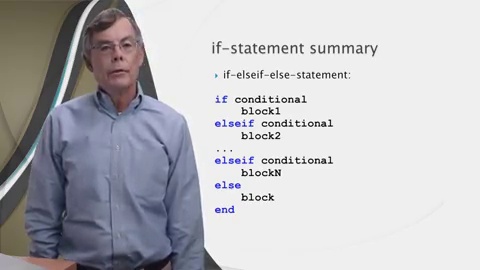 if-statement summary
if-elseif-else-statement:
if conditional
block1
elseif conditional
block2
...
elseif conditional
blockN
else
block
end